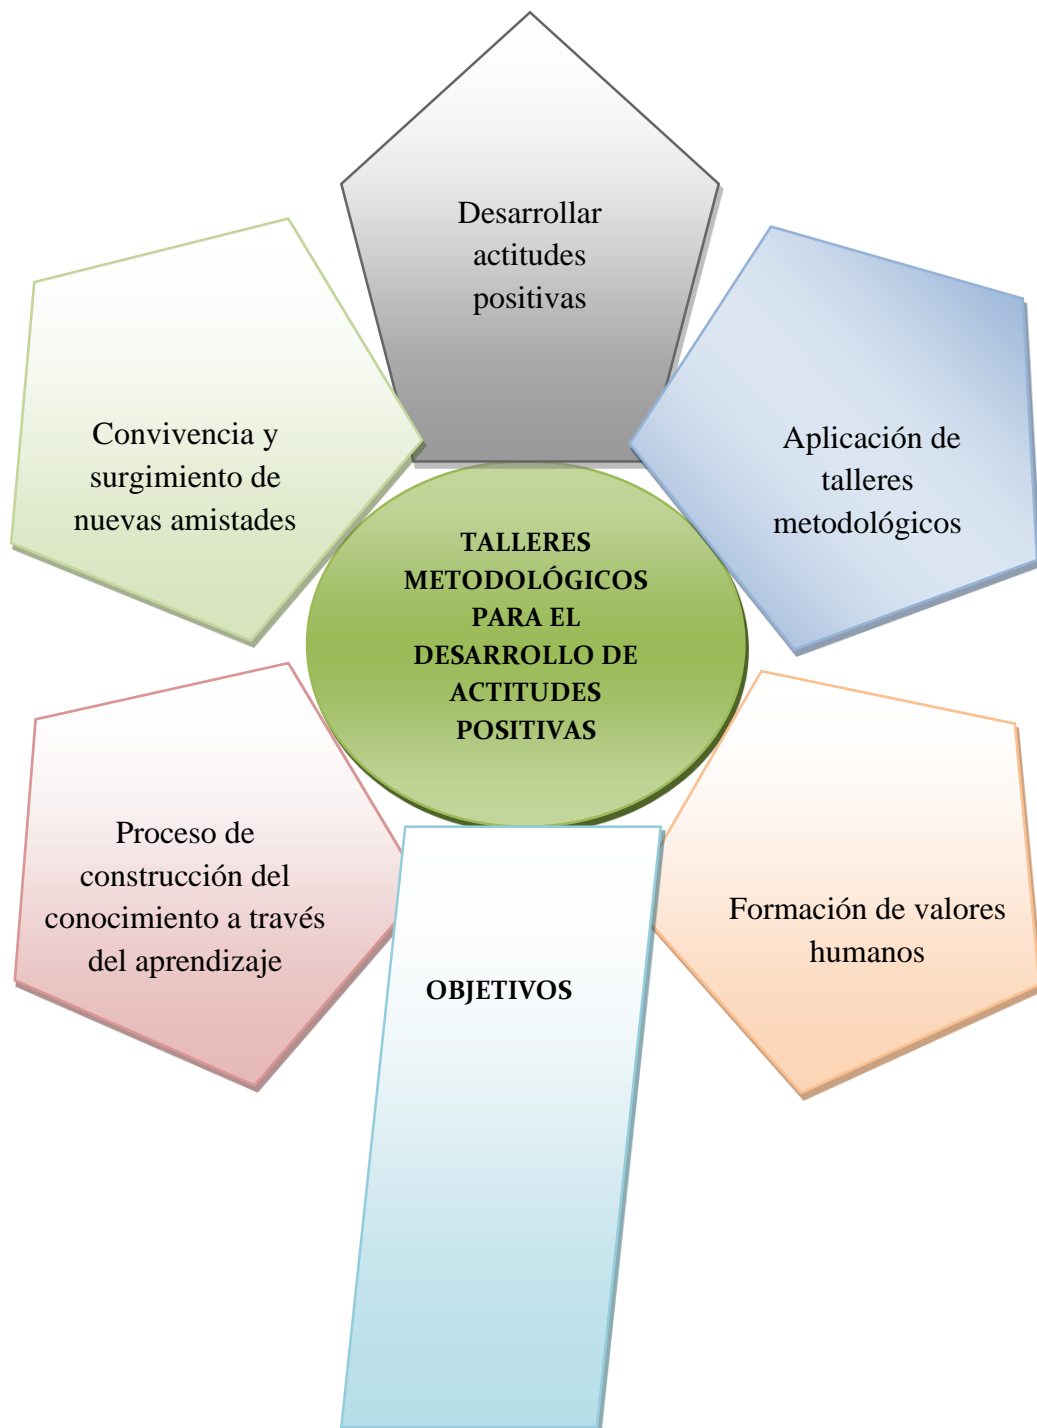 Desarrollar
actitudes
positivas
Convivencia y
surgimiento de
nuevas amistades
Aplicación de
talleres
metodológicos
TALLERES
METODOLÓGICOS
PARA EL
DESARROLLO DE
ACTITUDES
POSITIVAS
Proceso de
construcción del
conocimiento a través
del aprendizaje
Formación de valores
humanos
OBJETIVOS